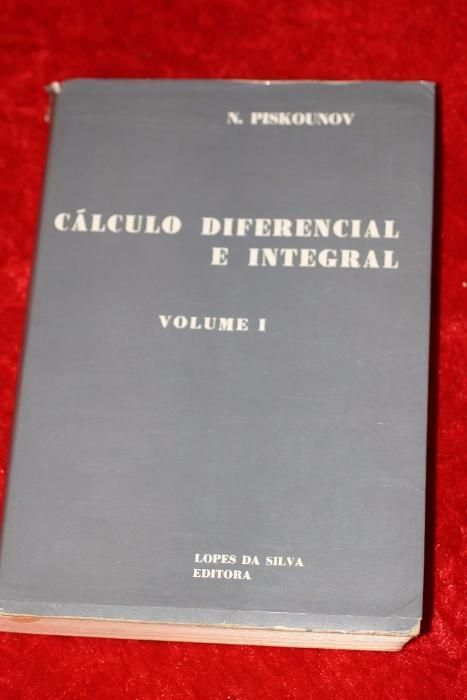 N. PISKOUNOV
CÁLCULO DIFERENCIAL
E INTEGRAL
VOLUME I
LOPES DA SILVA
EDITORA